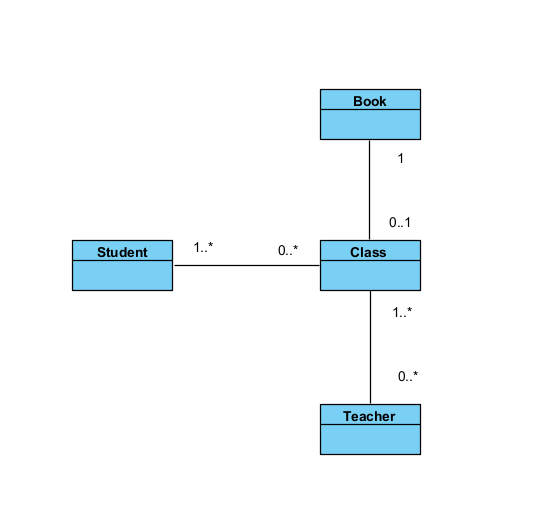 Book
1
0..1
Student
1..*
0..*
Class
1..*
0..*
Teacher